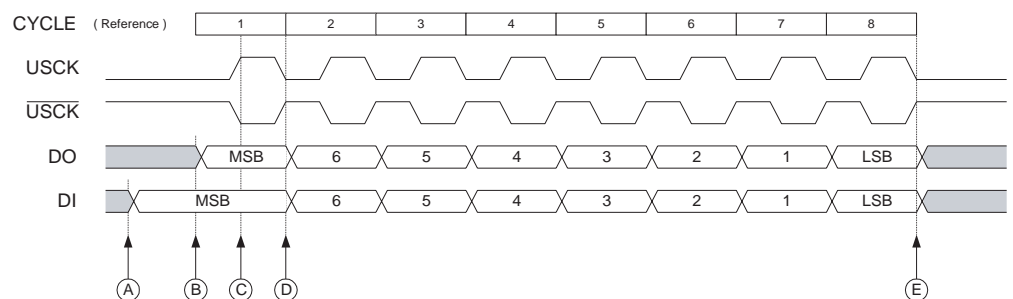 CYCLE ( Reference ) 1 2 3 4 5 6 7 8
USCK
USCK
DO MSB 6 5 4 3 2 1 LSB
DI MSB 6 5 4 3 2 1 LSB
A B C D E